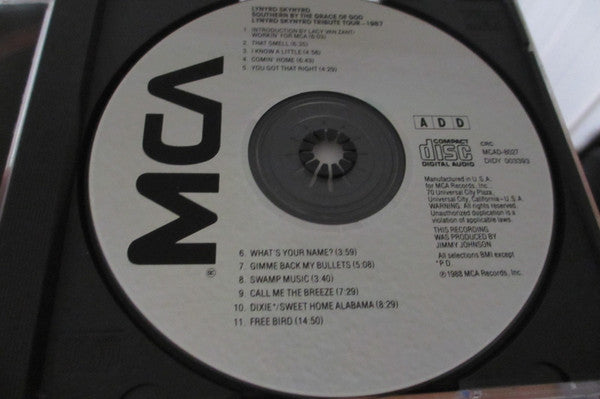 LYNYRD SKYNYRD
SOUTHERN BY THE GRACE OF GOD
LYNYRD SKYNYRD TRIBUTE TOUR - 1987
1. INTRODUCTION BY LACY VAN ZANT/
WORKIN' FOR MCA (6:03)
2. THAT SMELL (6:35)
3. I KNOW A LITTLE (4:56)
4. COMIN' HOME (6:43)
5. YOU GOT THAT RIGHT (4:29)
MCA
ADD
COMPACT
disc
DIGITAL AUDIO
CRC
MCAD-8027
DIDY 003393
Manufactured in U.S.A.
for MCA Records, Inc.
70 Universal City Plaza,
Universal City, California - U.S.A.
WARNING: All rights reserved.
Unauthorized duplication is a
violation of applicable laws.
THIS RECORDING
WAS PRODUCED BY
JIMMY JOHNSON
All selections BMI except
*P.D.
℗1988 MCA Records, Inc.
6. WHAT'S YOUR NAME? (3:59)
7. GIMME BACK MY BULLETS (5:08)
8. SWAMP MUSIC (3:40)
9. CALL ME THE BREEZE (7:29)
10. DIXIE*/SWEET HOME ALABAMA (8:29)
11. FREE BIRD (14:50)